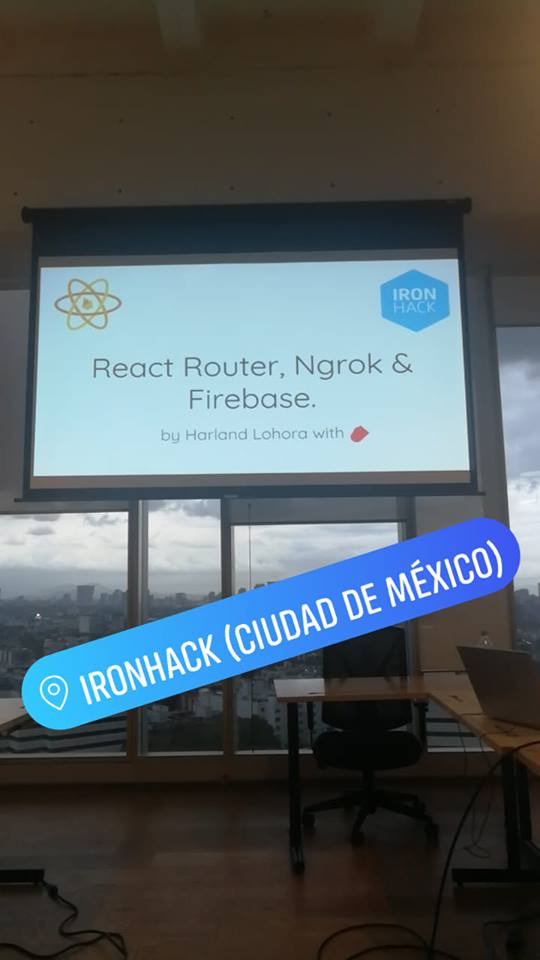 IRON
HACK
React Router, Ngrok &
Firebase.
by Harland Lohora with
IRONHACK (CIUDAD DE MÉXICO)